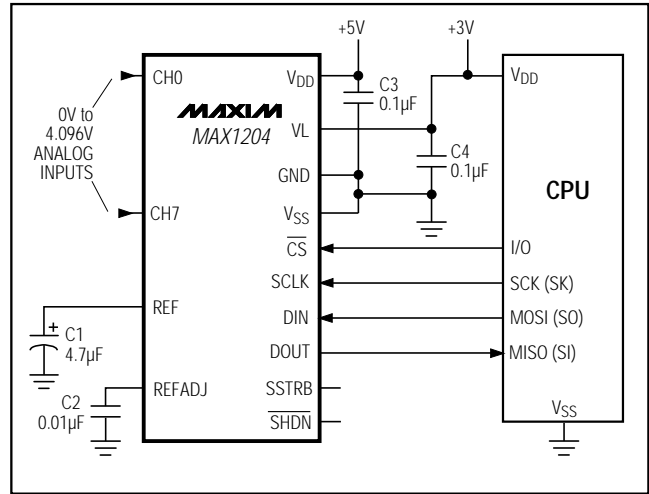 +5V
+3V
CH0
VDD
C3
0.1µF
VDD
0V to
4.096V
ANALOG
INPUTS
MAXIM
MAX1204
VL
C4
0.1µF
GND
CPU
CH7
VSS
CS
I/O
SCLK
SCK (SK)
REF
DIN
MOSI (SO)
+
C1
4.7µF
DOUT
MISO (SI)
REFADJ
SSTRB
C2
0.01µF
SHDN
VSS